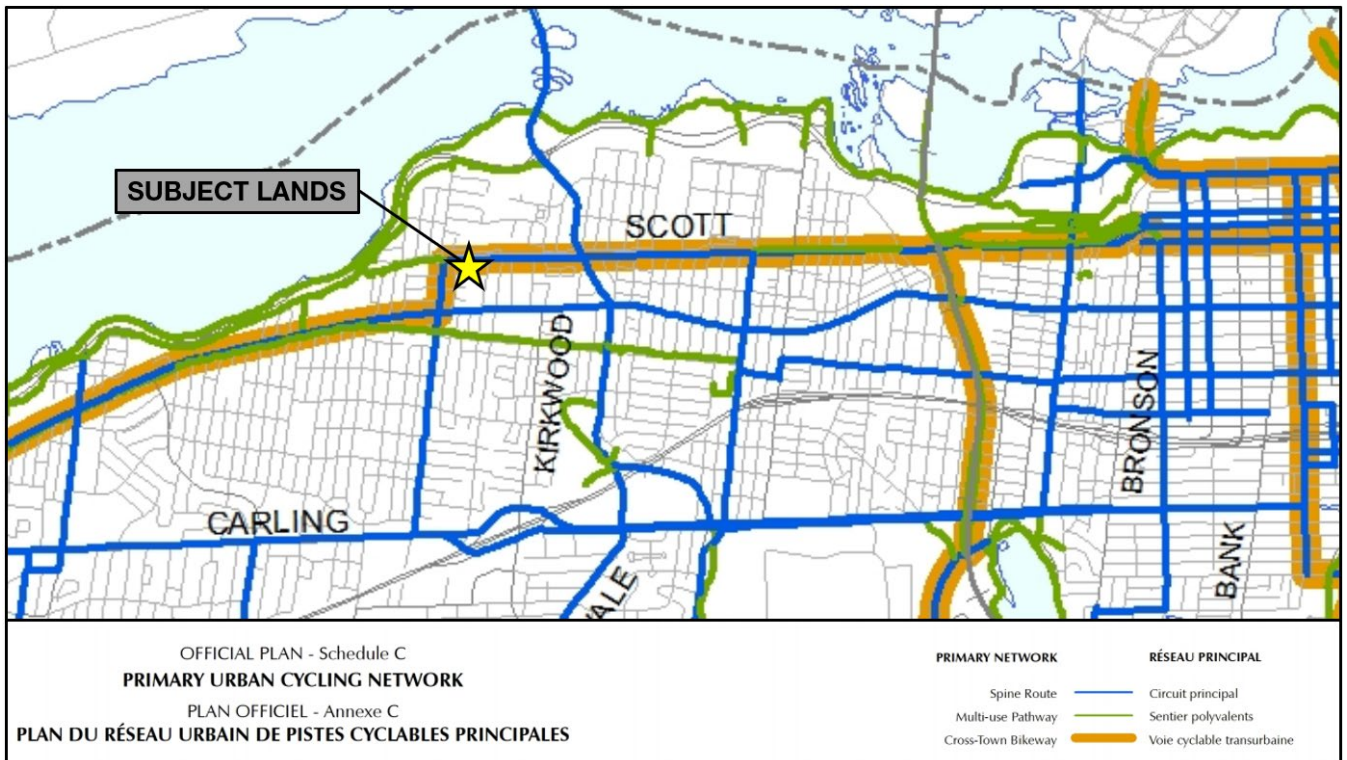 SUBJECT LANDS
SCOTT
KIRKWOOD
BRONSON
CARLING
BANK
VALE
OFFICIAL PLAN - Schedule C
PRIMARY URBAN CYCLING NETWORK
PLAN OFFICIEL - Annexe C
PLAN DU RÉSEAU URBAIN DE PISTES CYCLABLES PRINCIPALES
PRIMARY NETWORK RÉSEAU PRINCIPAL
Spine Route Circuit principal
Multi-use Pathway Sentier polyvalents
Cross-Town Bikeway Voie cyclable transurbaine